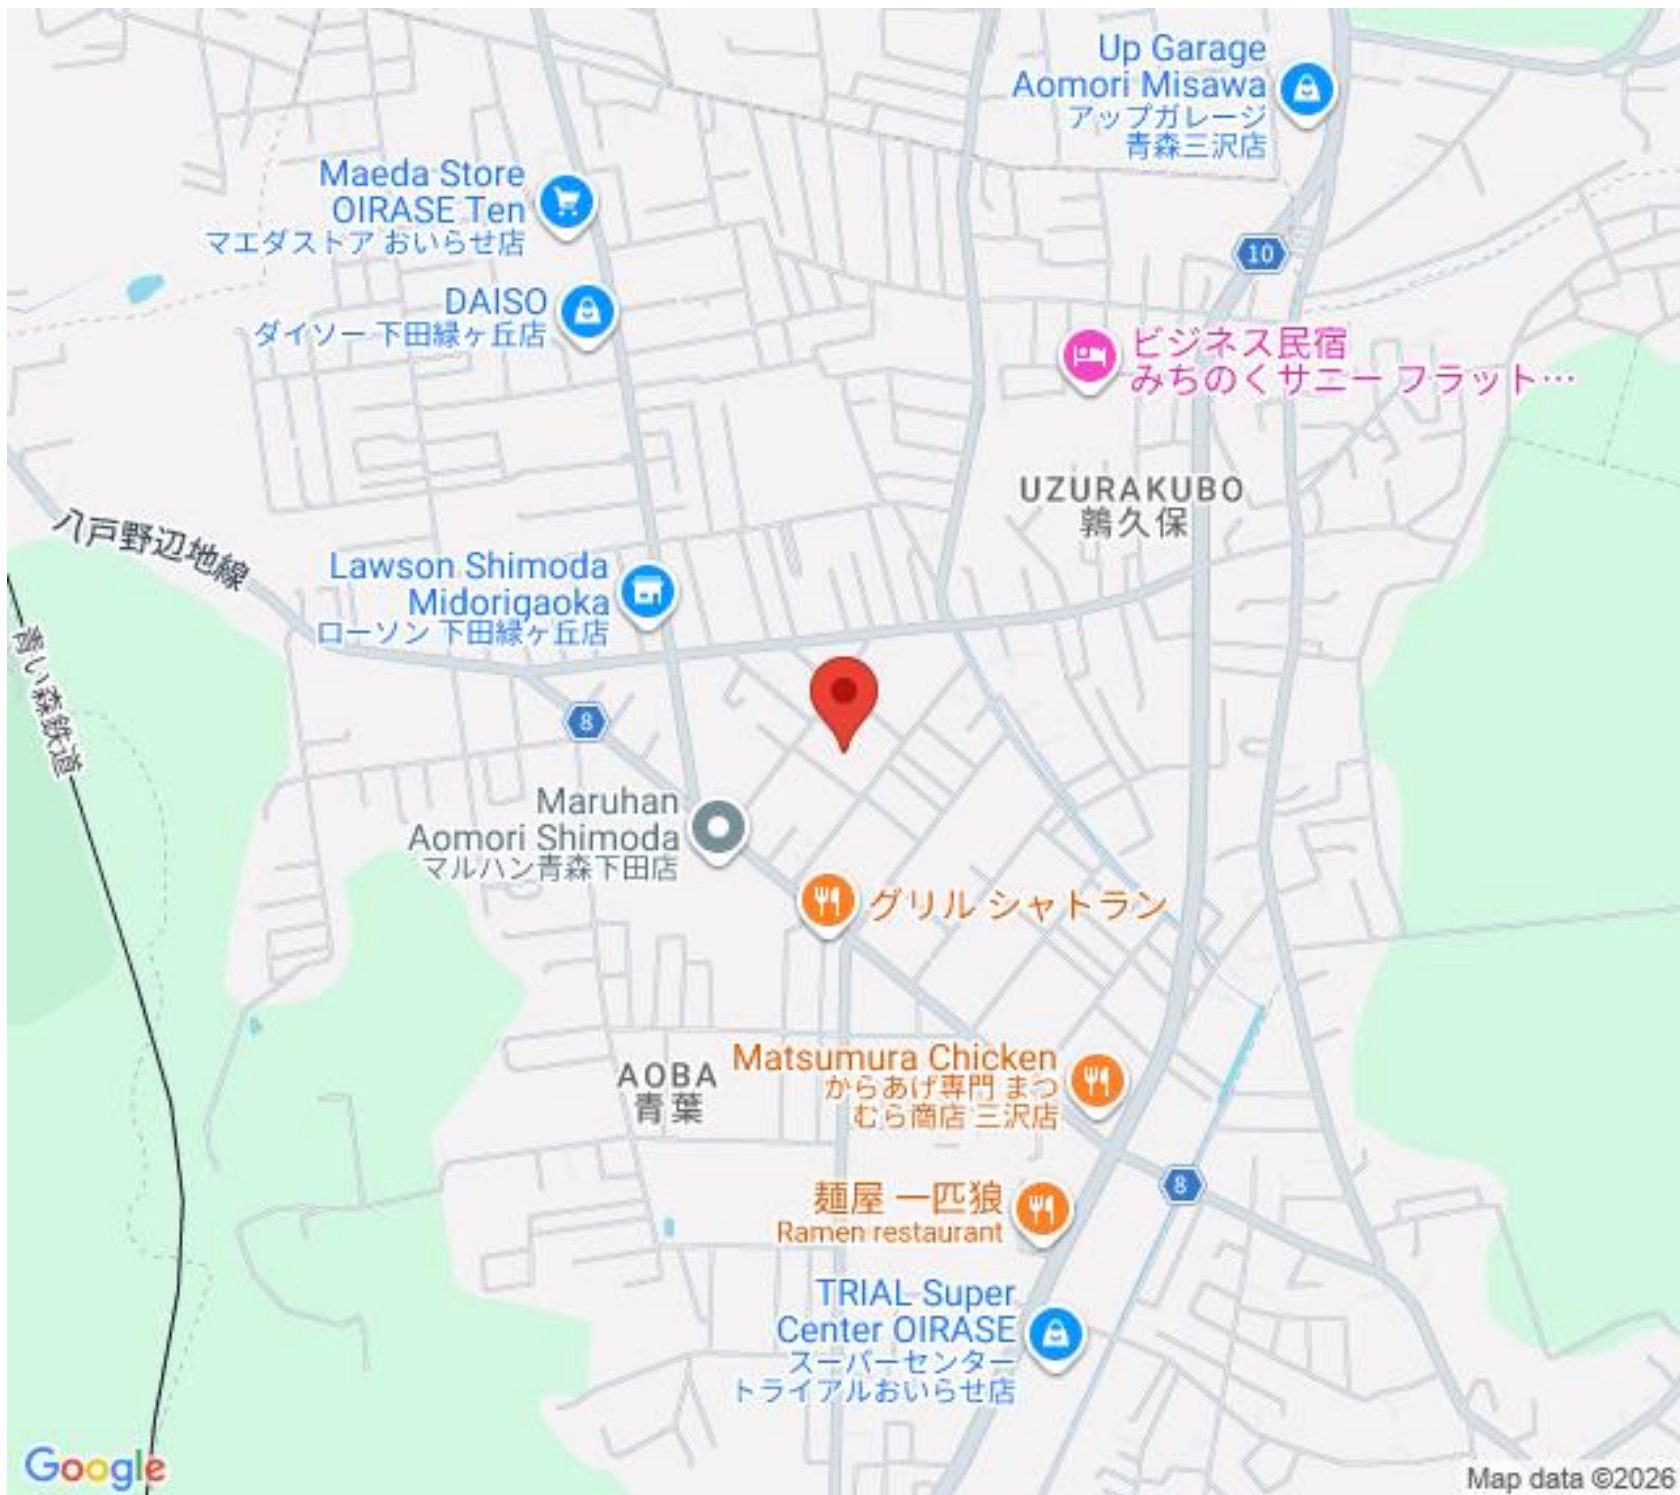 Up Garage
Aomori Misawa
アップガレージ
青森三沢店
Maeda Store
OIRASE Ten
マエダストア おいらせ店
10
DAISO
ダイソー 下田緑ヶ丘店
ビジネス民宿
みちのくサニー フラット…
UZURAKUBO
鶉久保
八戸野辺地線
Lawson Shimoda
Midorigaoka
ローソン 下田緑ヶ丘店
青い森鉄道
8
Maruhan
Aomori Shimoda
マルハン青森下田店
グリル シャトラン
AOBA
青葉
Matsumura Chicken
からあげ専門 まつ
むら商店 三沢店
8
麺屋 一匹狼
Ramen restaurant
TRIAL Super
Center OIRASE
スーパーセンター
トライアルおいらせ店
Google
Map data ©2026